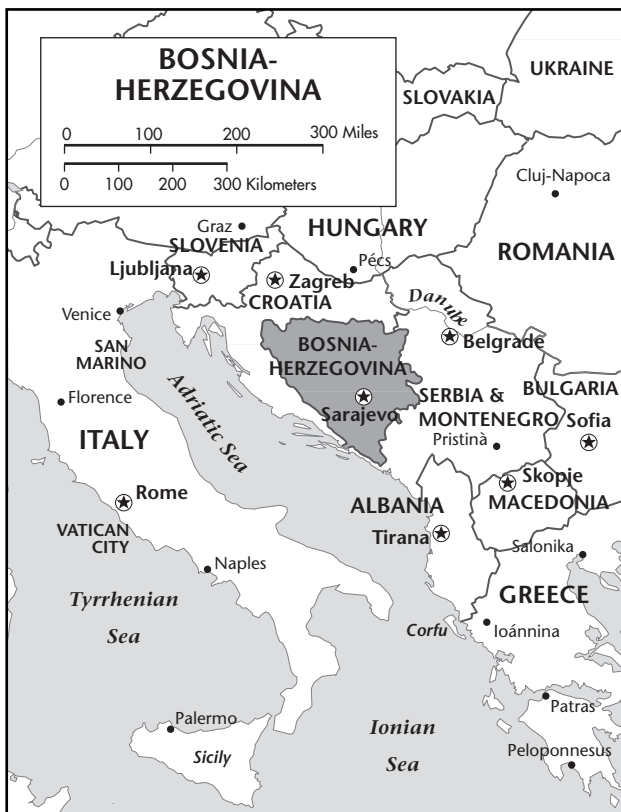 BOSNIA-
HERZEGOVINA
0 100 200 300 Miles
0 100 200 300 Kilometers
UKRAINE
SLOVAKIA
Cluj-Napoca
HUNGARY
ROMANIA
Graz
SLOVENIA
Pécs
Ljubljana
Zagreb
CROATIA
Danube
Venice
Belgrade
SAN
MARINO
BOSNIA-
HERZEGOVINA
Sarajevo
SERBIA &
MONTENEGRO
BULGARIA
Sofia
Pristinà
Florence
Adriatic Sea
ITALY
Rome
VATICAN
CITY
Skopje
MACEDONIA
ALBANIA
Tirana
Salonika
Naples
GREECE
Tyrrhenian
Sea
Corfu
Ioánnina
Patras
Palermo
Sicily
Ionian
Sea
Peloponnesus